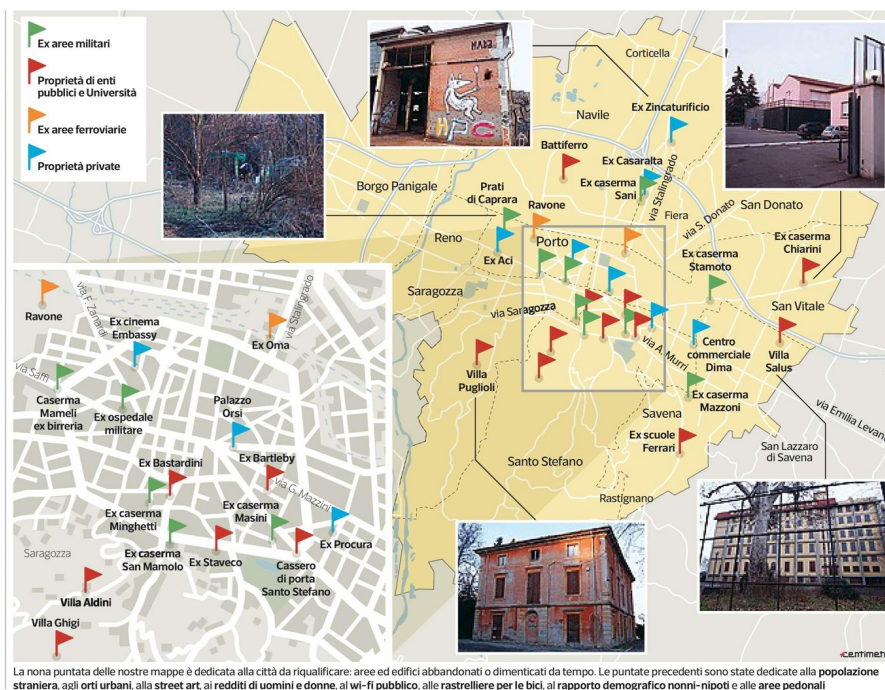 Ex aree militari
Proprietà di enti
pubblici e Università
Ex aree ferroviarie
Proprietà private
Corticella
Navile
Ex Zincaturificio
Battiferro
Ex Casaralta
Ex caserma
Sani
via Stalingrado
Borgo Panigale
Prati
di Caprara
Ravone
Fiera
via S. Donato
San Donato
Reno
Porto
Ex Aci
Ex caserma
Stamoto
Ex caserma
Chiarini
Saragozza
via Saragozza
San Vitale
via A. Murri
Centro
commerciale
Dima
Villa
Salus
Villa
Puglioli
Ex caserma
Mazzoni
via Emilia Levante
Savena
Ex scuole
Ferrari
San Lazzaro
di Savena
Santo Stefano
Rastignano
Ravone
via F. Zanardi
Ex cinema
Embassy
via Stalingrado
Ex Oma
via Saffi
Caserma
Mameli
ex birreria
Ex ospedale
militare
Palazzo
Orsi
Ex Bastardini
Ex Bartleby
via G. Mazzini
Ex caserma
Minghetti
Ex caserma
Masini
Ex Procura
Saragozza
Ex caserma
San Mamolo
Ex Staveco
Cassero
di porta
Santo Stefano
Villa Aldini
Villa Ghigi
centimetri
La nona puntata delle nostre mappe è dedicata alla città da riqualificare: aree ed edifici abbandonati o dimenticati da tempo. Le puntate precedenti sono state dedicate alla popolazione
straniera, agli orti urbani, alla street art, ai redditi di uomini e donne, al wi-fi pubblico, alle rastrelliere per le bici, al rapporto demografico nonni-nipoti e alle aree pedonali